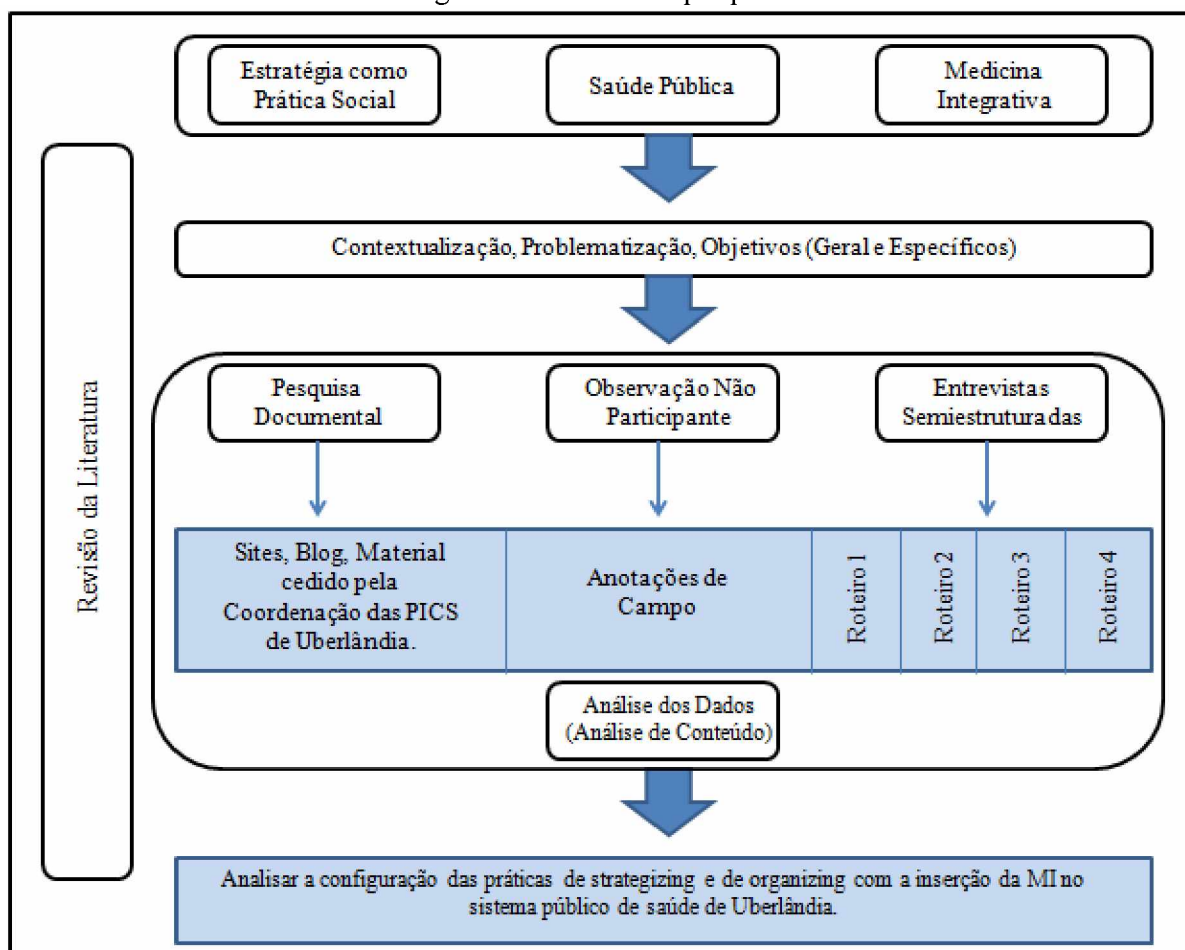 Estratégia como
Prática Social
Saúde Pública
Medicina
Integrativa
Contextualização, Problematização, Objetivos (Geral e Específicos)
Revisão da Literatura
Pesquisa
Documental
Observação Não
Participante
Entrevistas
Semiestruturadas
Sites, Blog, Material
cedido pela
Coordenação das PICS
de Uberlândia.
Anotações de
Campo
Roteiro 1
Roteiro 2
Roteiro 3
Roteiro 4
Análise dos Dados
(Análise de Conteúdo)
Analisar a configuração das práticas de strategizing e de organizing com a inserção da MI no
sistema público de saúde de Uberlândia.